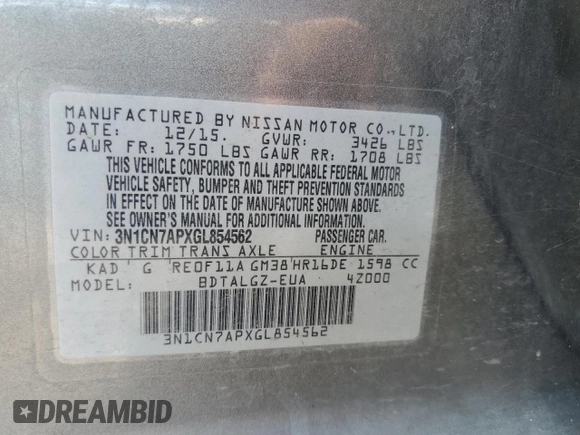 MANUFACTURED BY NISSAN MOTOR CO., LTD.
DATE: 12/15. GVWR: 3426 LBS
GAWR FR: 1750 LBS GAWR RR: 1708 LBS
THIS VEHICLE CONFORMS TO ALL APPLICABLE FEDERAL MOTOR
VEHICLE SAFETY, BUMPER AND THEFT PREVENTION STANDARDS
IN EFFECT ON THE DATE OF MANUFACTURE SHOWN ABOVE.
SEE OWNER'S MANUAL FOR ADDITIONAL INFORMATION.
VIN: 3N1CN7APXGL854562 PASSENGER CAR.
COLOR TRIM TRANS AXLE ENGINE
KAD ' G 'RE0F11A GM38'HR16DE 1598 CC
MODEL: BDTALGZ-EUA 4Z000
3N1CN7APXGL854562
DREAMBID